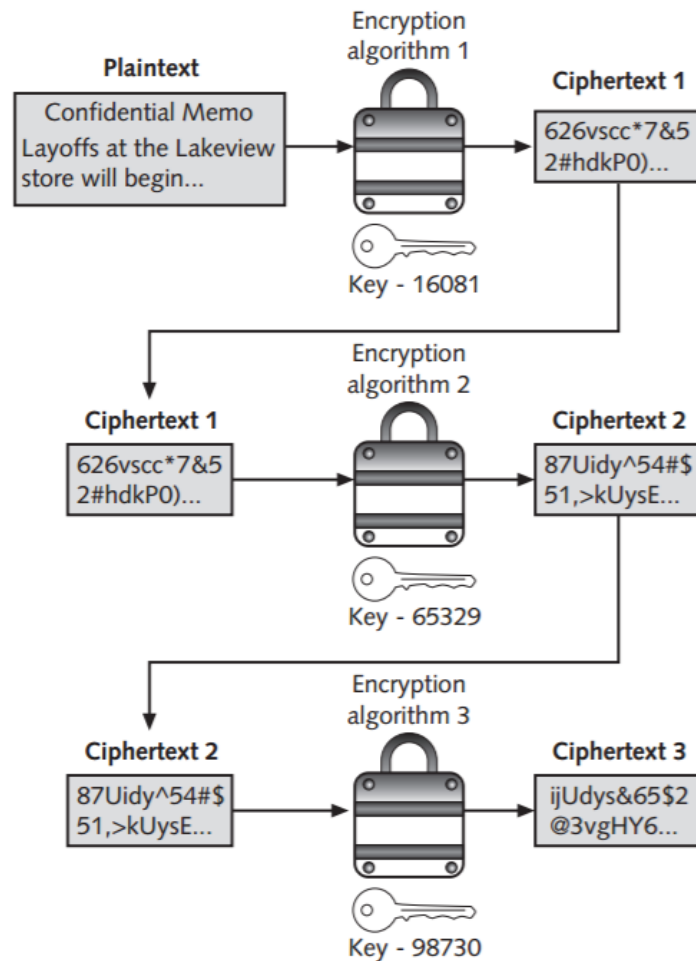 Encryption
algorithm 1
Plaintext
Ciphertext 1
Confidential Memo
Layoffs at the Lakeview
store will begin...
626vscc*7&5
2#hdkP0)...
Key - 16081
Encryption
algorithm 2
Ciphertext 1
Ciphertext 2
626vscc*7&5
2#hdkP0)...
87Uidy^54#$
51,>kUysE...
Key - 65329
Encryption
algorithm 3
Ciphertext 2
Ciphertext 3
87Uidy^54#$
51,>kUysE...
ijUdys&65$2
@3vgHY6...
Key - 98730